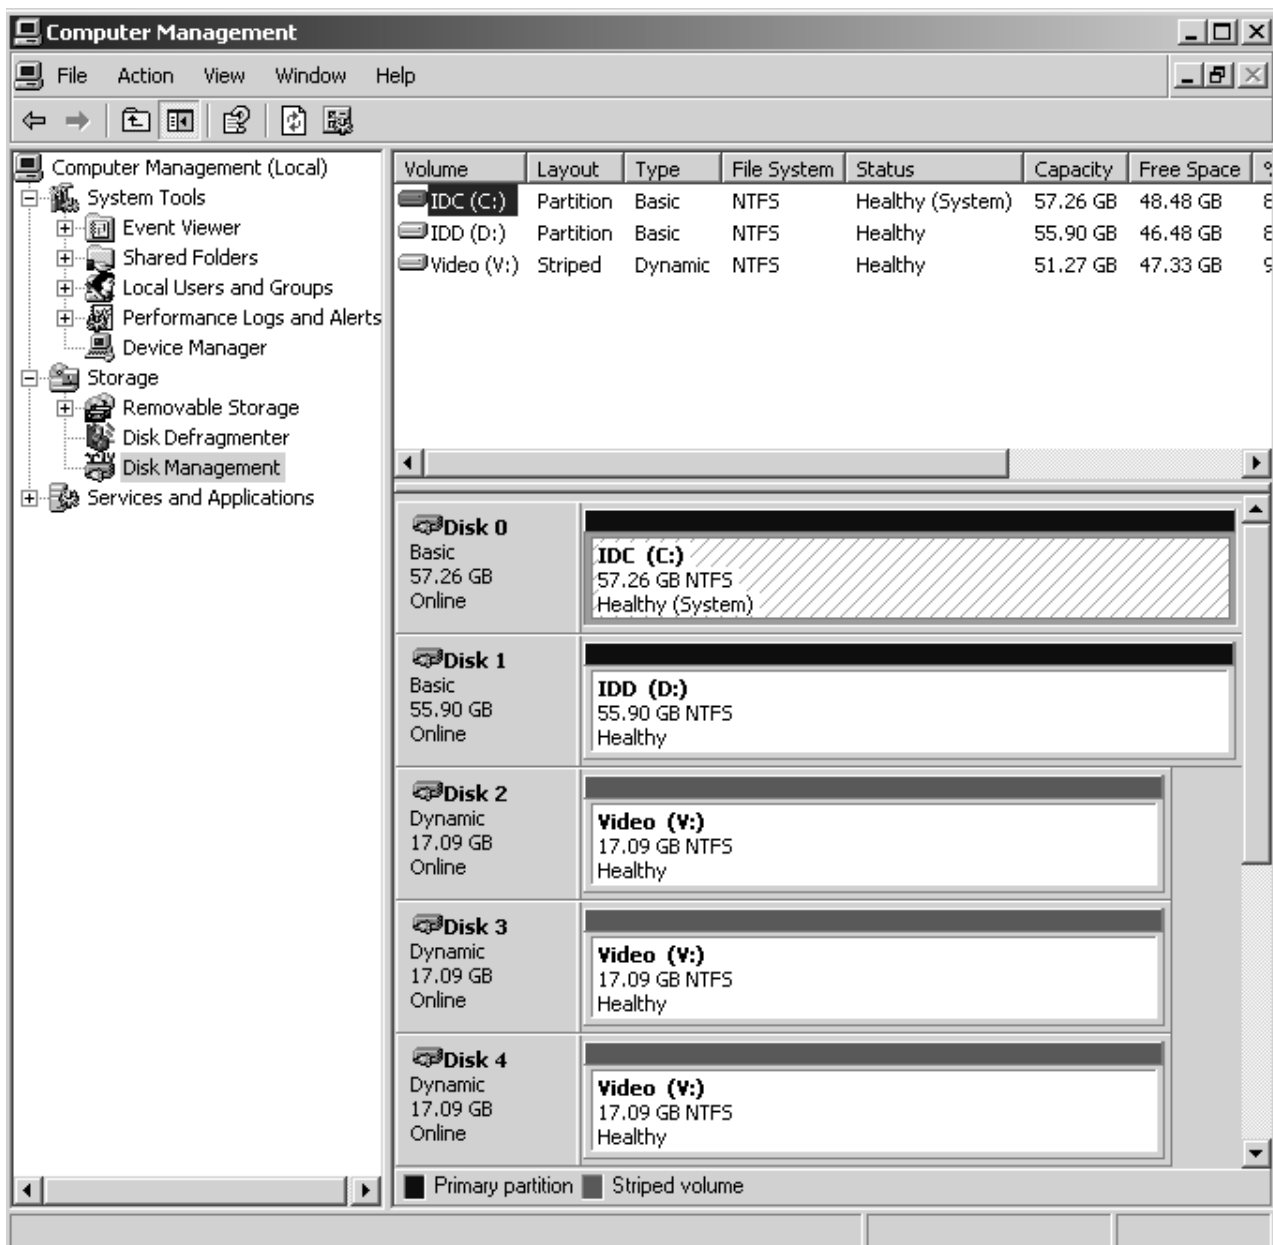 Computer Management
File Action View Window Help
Computer Management (Local)
System Tools
Event Viewer
Shared Folders
Local Users and Groups
Performance Logs and Alerts
Device Manager
Storage
Removable Storage
Disk Defragmenter
Disk Management
Services and Applications
Volume Layout Type File System Status Capacity Free Space
IDC (C:) Partition Basic NTFS Healthy (System) 57.26 GB 48.48 GB
IDD (D:) Partition Basic NTFS Healthy 55.90 GB 46.48 GB
Video (V:) Striped Dynamic NTFS Healthy 51.27 GB 47.33 GB
Disk 0
Basic
57.26 GB
Online
IDC (C:)
57.26 GB NTFS
Healthy (System)
Disk 1
Basic
55.90 GB
Online
IDD (D:)
55.90 GB NTFS
Healthy
Disk 2
Dynamic
17.09 GB
Online
Video (V:)
17.09 GB NTFS
Healthy
Disk 3
Dynamic
17.09 GB
Online
Video (V:)
17.09 GB NTFS
Healthy
Disk 4
Dynamic
17.09 GB
Online
Video (V:)
17.09 GB NTFS
Healthy
Primary partition Striped volume